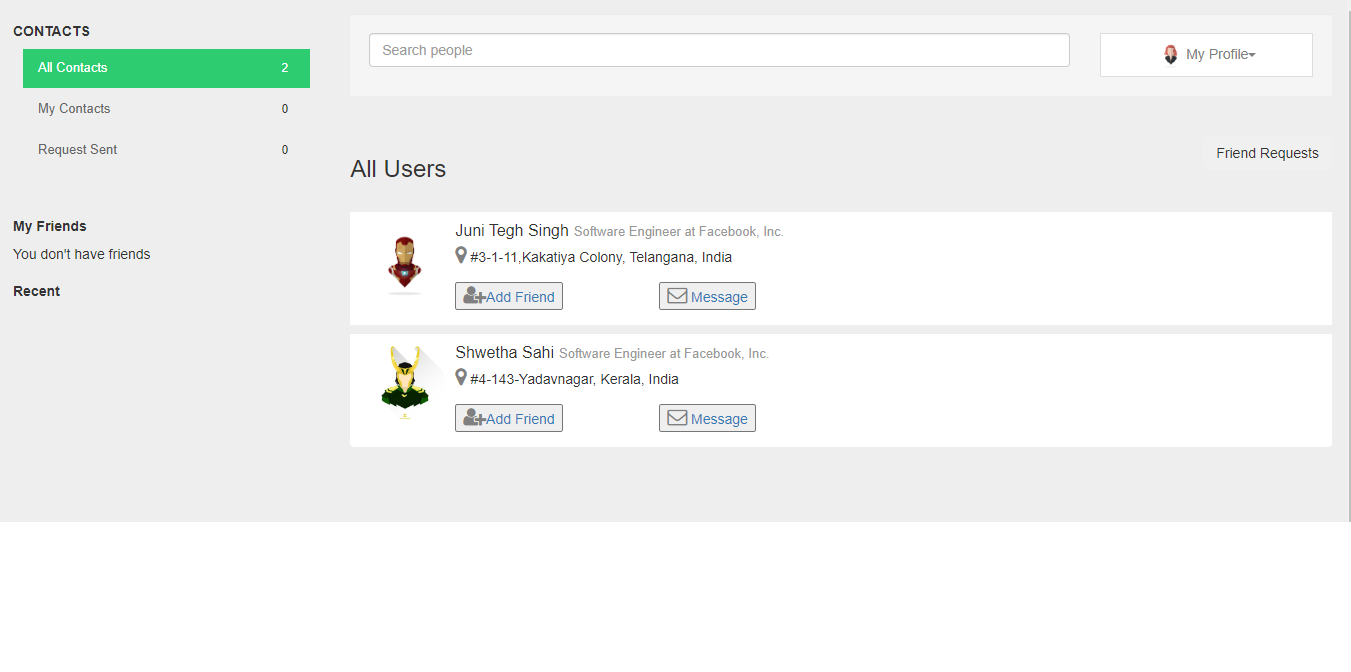 CONTACTS
All Contacts 2
My Contacts 0
Request Sent 0
My Friends
You don't have friends
Recent
Search people
My Profile
Friend Requests
All Users
Juni Tegh Singh Software Engineer at Facebook, Inc.
#3-1-11,Kakatiya Colony, Telangana, India
Add Friend Message
Shwetha Sahi Software Engineer at Facebook, Inc.
#4-143-Yadavnagar, Kerala, India
Add Friend Message